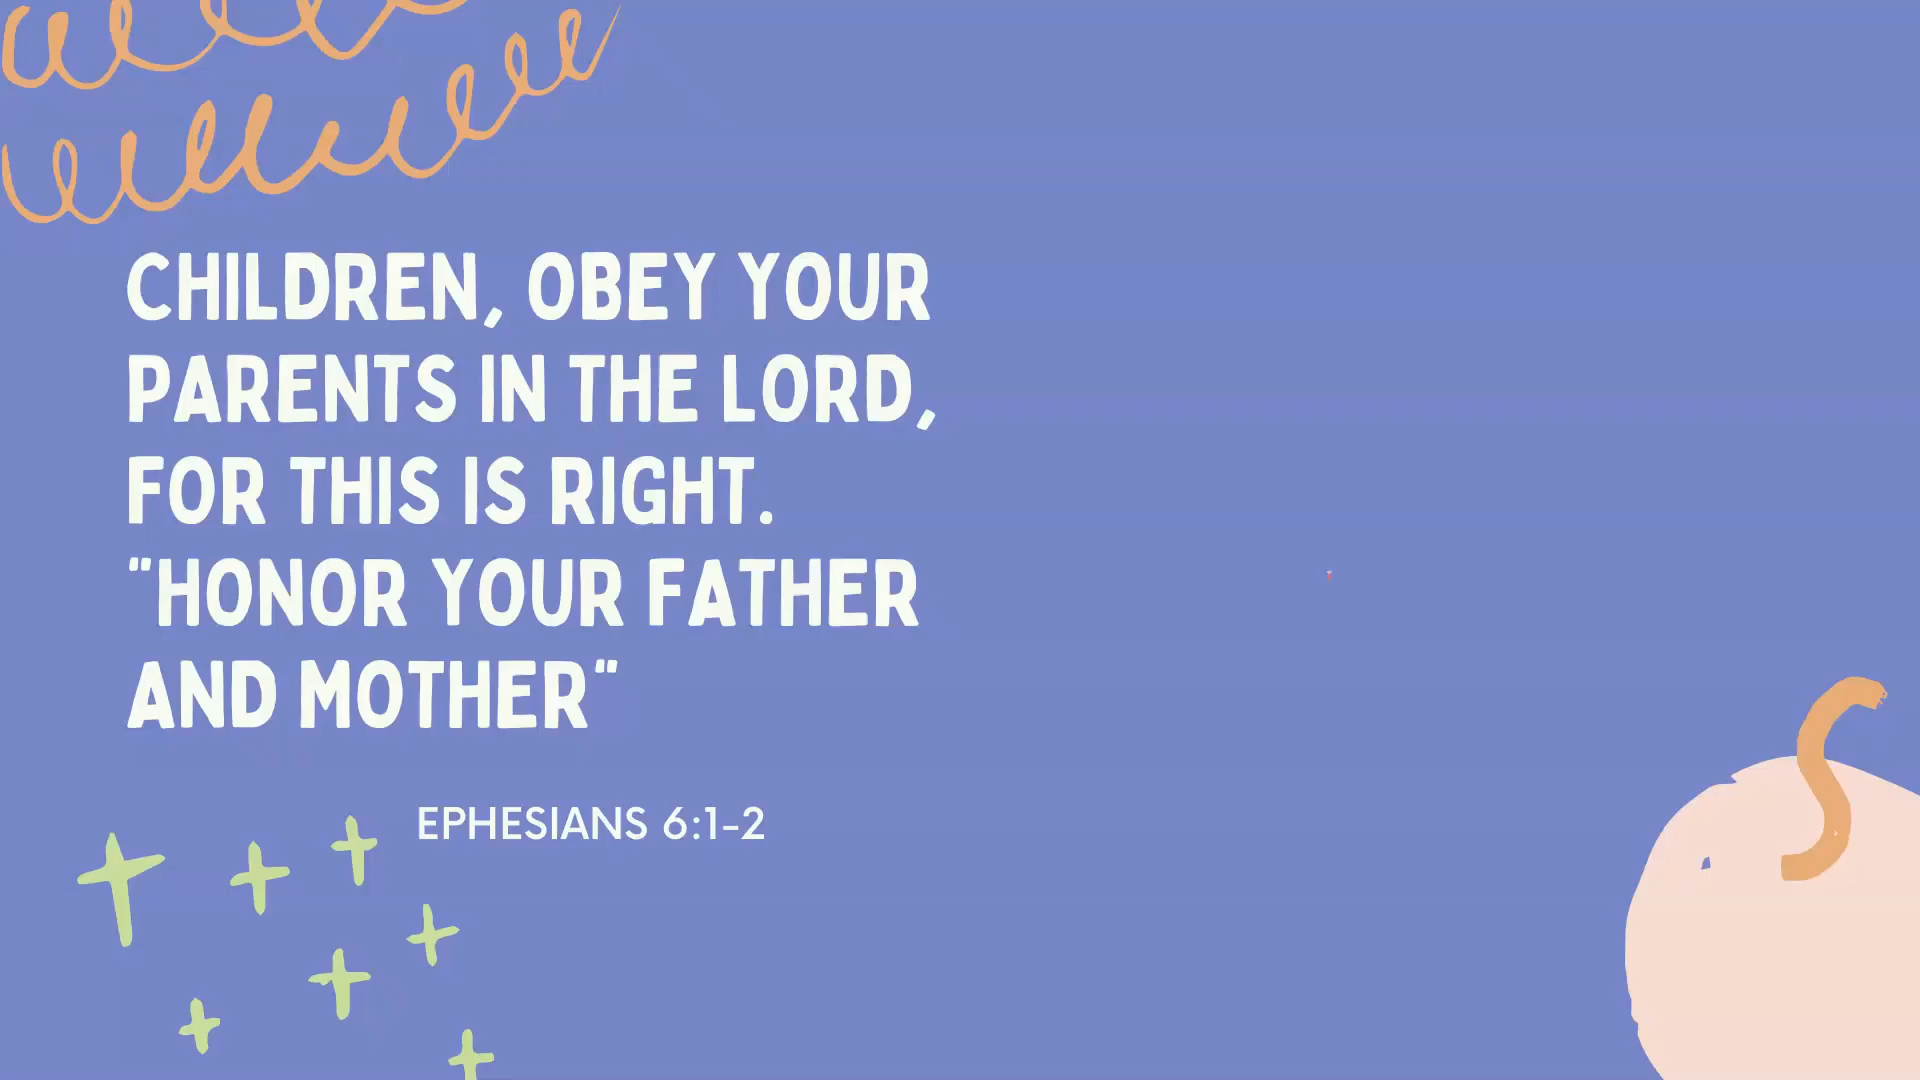 CHILDREN, OBEY YOUR
PARENTS IN THE LORD,
FOR THIS IS RIGHT.
"HONOR YOUR FATHER
AND MOTHER"
EPHESIANS 6:1-2